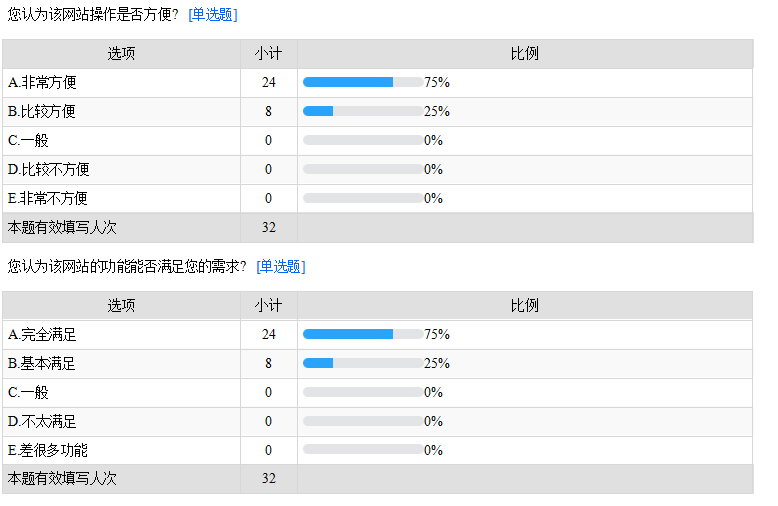 您认为该网站操作是否方便? [单选题]
选项 小计 比例
A.非常方便 24 75%
B.比较方便 8 25%
C.一般 0 0%
D.比较不方便 0 0%
E.非常不方便 0 0%
本题有效填写人次 32
您认为该网站的功能能否满足您的需求? [单选题]
选项 小计 比例
A.完全满足 24 75%
B.基本满足 8 25%
C.一般 0 0%
D.不太满足 0 0%
E.差很多功能 0 0%
本题有效填写人次 32